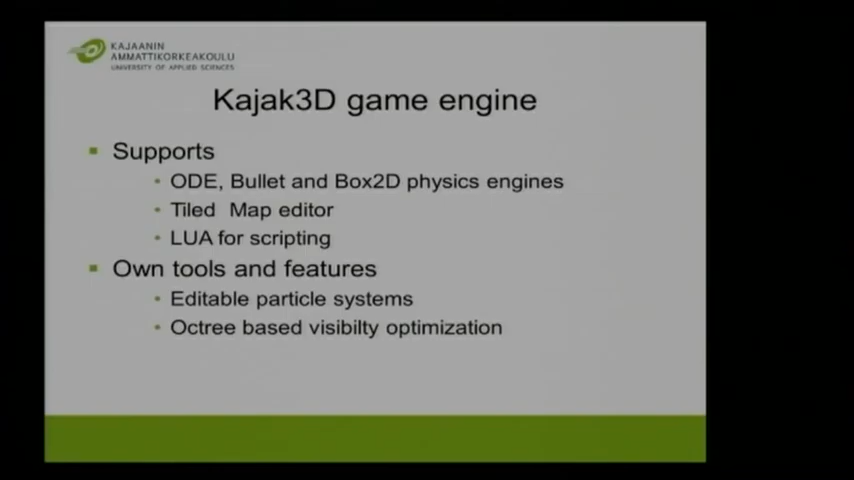 KAJAANIN
AMMATTIKORKEAKOULU
UNIVERSITY OF APPLIED SCIENCES
Kajak3D game engine
Supports
ODE, Bullet and Box2D physics engines
Tiled Map editor
LUA for scripting
Own tools and features
Editable particle systems
Octree based visibilty optimization